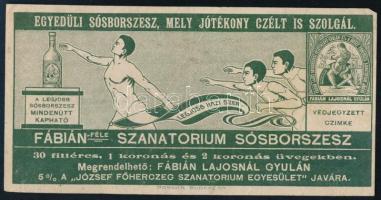 EGYEDÜLI SÓSBORSZESZ, MELY JÓTÉKONY CZÉLT IS SZOLGÁL.
A LEGJOBB
SÓSBORSZESZ
MINDENÜTT
KAPHATÓ
LEGJOBB HÁZI SZER
FÁBIÁN LAJOSNÁL GYULÁN
VÉDJEGYZETT
CZIMKE
FÁBIÁN-FÉLE SZANATORIUM SÓSBORSZESZ
30 filléres, 1 koronás és 2 koronás üvegekben.
Megrendelhető: FÁBIÁN LAJOSNÁL GYULÁN
5% A „JÓZSEF FŐHERCZEG SZANATORIUM EGYESÜLET" JAVÁRA.